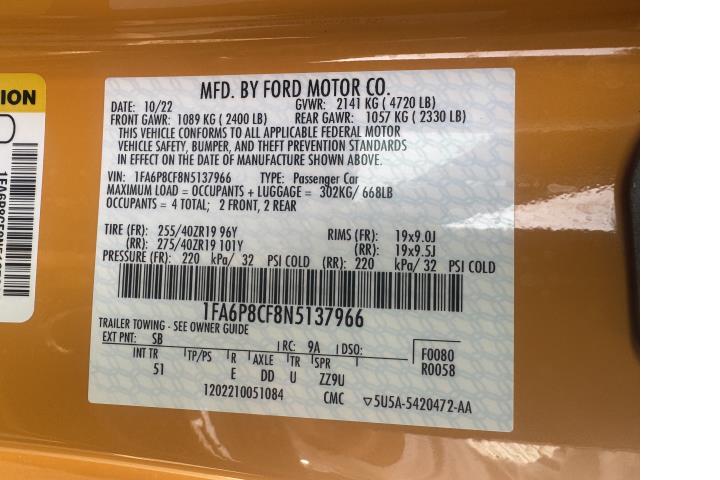 ION
MFD. BY FORD MOTOR CO.
DATE: 10/22 GVWR: 2141 KG ( 4720 LB)
FRONT GAWR: 1089 KG ( 2400 LB) REAR GAWR: 1057 KG ( 2330 LB)
THIS VEHICLE CONFORMS TO ALL APPLICABLE FEDERAL MOTOR
VEHICLE SAFETY, BUMPER, AND THEFT PREVENTION STANDARDS
IN EFFECT ON THE DATE OF MANUFACTURE SHOWN ABOVE.
VIN: 1FA6P8CF8N5137966 TYPE: Passenger Car
MAXIMUM LOAD = OCCUPANTS + LUGGAGE = 302KG/ 668LB
OCCUPANTS = 4 TOTAL; 2 FRONT, 2 REAR
TIRE (FR): 255/40ZR19 96Y RIMS (FR): 19x9.0J
(RR): 275/40ZR19 101Y (RR): 19x9.5J
PRESSURE (FR): 220 kPa/ 32 PSI COLD (RR): 220 kPa/ 32 PSI COLD
1FA6P8CF8N5137966
TRAILER TOWING - SEE OWNER GUIDE
EXT PNT: SB RC: 9A DSO: F0080
INT TR TP/PS R AXLE TR SPR R0058
51 E DD U ZZ9U
1202210051084 CMC ▽5U5A-5420472-AA